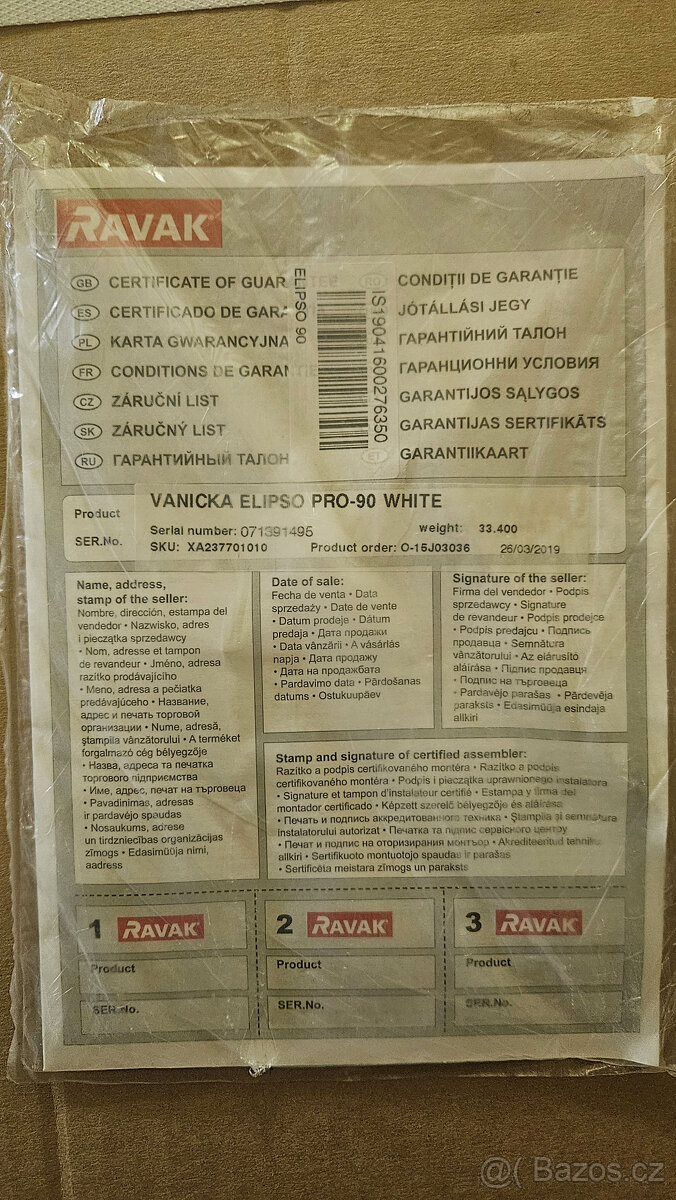 RAVAK
GB CERTIFICATE OF GUAR
ES CERTIFICADO DE GARA
PL KARTA GWARANCYJNA
FR CONDITIONS DE GARAN
CZ ZÁRUČNÍ LIST
SK ZÁRUČNÝ LIST
RU ГАРАНТИЙНЫЙ ТАЛОН
ELIPSO 90
IS19041600276350
CONDIȚII DE GARANȚIE
JÓTÁLLÁSI JEGY
ГАРАНТІЙНИЙ ТАЛОН
ГАРАНЦИОННИ УСЛОВИЯ
GARANTIJOS SĄLYGOS
GARANTIJAS SERTIFIKĀTS
ET GARANTIIKAART
Product
SER.No.
VANICKA ELIPSO PRO-90 WHITE
Serial number: 071391495 weight: 33.400
SKU: XA237701010 Product order: O-15J03036 26/03/2019
Name, address,
stamp of the seller:
Nombre, dirección, estampa del
vendedor • Nazwisko, adres
i pieczątka sprzedawcy
• Nom, adresse et tampon
de revandeur • Jméno, adresa
razítko prodávajícího
• Meno, adresa a pečiatka
predávajúceho • Название,
адрес и печать торговой
организации • Nume, adresă,
ştampila vânzătorului • A terméket
forgalmazó cég bélyegzője
• Назва, адреса та печатка
торгового підприємства
• Име, адрес, печат на търговеца
• Pavadinimas, adresas
ir pardavėjo spaudas
• Nosaukums, adrese
un tirdzniecības organizācijas
zīmogs • Edasimüüja nimi,
aadress
Date of sale:
Fecha de venta • Data
sprzedaży • Date de vente
• Datum prodeje • Dátum
predaja • Дата продажи
• Data vânzării • A vásárlás
napja • Дата продажу
• Дата на продажбата
• Pardavimo data • Pārdošanas
datums • Ostukuupäev
Signature of the seller:
Firma del vendedor • Podpis
sprzedawcy • Signature
de revandeur • Podpis prodejce
• Podpis predajcu • Подпись
продавца • Semnătura
vânzătorului • Az elárusító
aláírása • Підпис продавця
• Подпис на търговеца
• Pardavėjo parašas • Pārdevēja
paraksts • Edasimüüja esindaja
allkiri
Stamp and signature of certified assembler:
Razítko a podpis certifikovaného montéra • Razítko a podpis
certifikovaného montéra • Podpis i pieczątka uprawnionego instalatora
• Signature et tampon d'instalateur certifié • Estampa y firma del
montador certificado • Képzett szerelő bélyegzője és aláírása
• Печать и подпись аккредитованного техника • Ştampila şi semnătura
instalatorului autorizat • Печатка та підпис сервісного центру
• Печат и подпис на оторизирания монтьор • Akrediteeritud tehniku
allkiri • Sertifikuoto montuotojo spaudas ir parašas
• Sertificēta meistara zīmogs un paraksts
1 RAVAK
Product
SER.No.
2 RAVAK
Product
SER.No.
3 RAVAK
Product
SER.No.
@( Bazos.cz